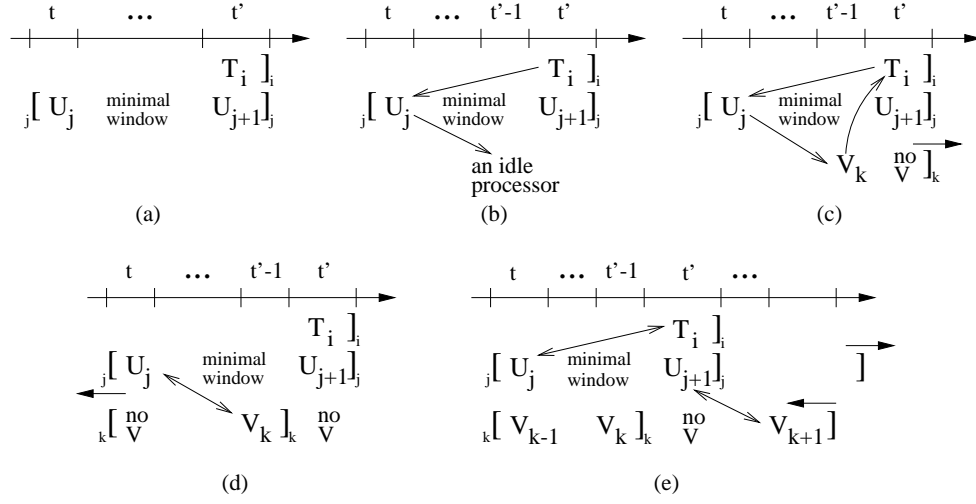 t ... t'
T_i ]_i
_j[ U_j minimal window U_{j+1} ]_j
(a)
t ... t'-1 t'
T_i ]_i
_j[ U_j minimal window U_{j+1} ]_j
an idle
processor
(b)
t ... t'-1 t'
T_i ]_i
_j[ U_j minimal window U_{j+1} ]_j
V_k no V ]_k
(c)
t ... t'-1 t'
T_i ]_i
_j[ U_j minimal window U_{j+1} ]_j
_k[ no V V_k ]_k no V
(d)
t ... t'-1 t' ...
T_i ]_i
_j[ U_j minimal window U_{j+1} ]_j ]
_k[ V_{k-1} V_k ]_k no V V_{k+1} ]
(e)